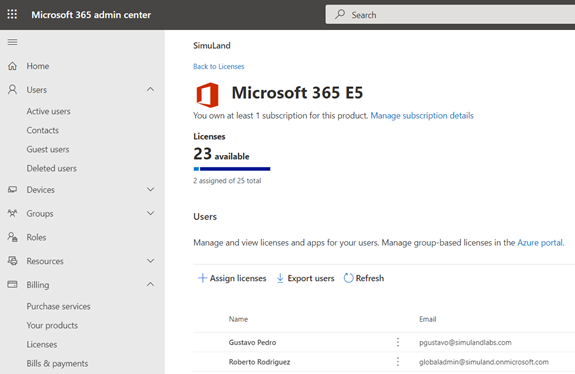 Microsoft 365 admin center
Search
Home
Users
Active users
Contacts
Guest users
Deleted users
Devices
Groups
Roles
Resources
Billing
Purchase services
Your products
Licenses
Bills & payments
SimuLand
Back to Licenses
Microsoft 365 E5
You own at least 1 subscription for this product. Manage subscription details
Licenses
23 available
2 assigned of 25 total
Users
Manage and view licenses and apps for your users. Manage group-based licenses in the Azure portal.
Assign licenses Export users Refresh
Name Email
Gustavo Pedro pgustavo@simulandlabs.com
Roberto Rodriguez globaladmin@simuland.onmicrosoft.com